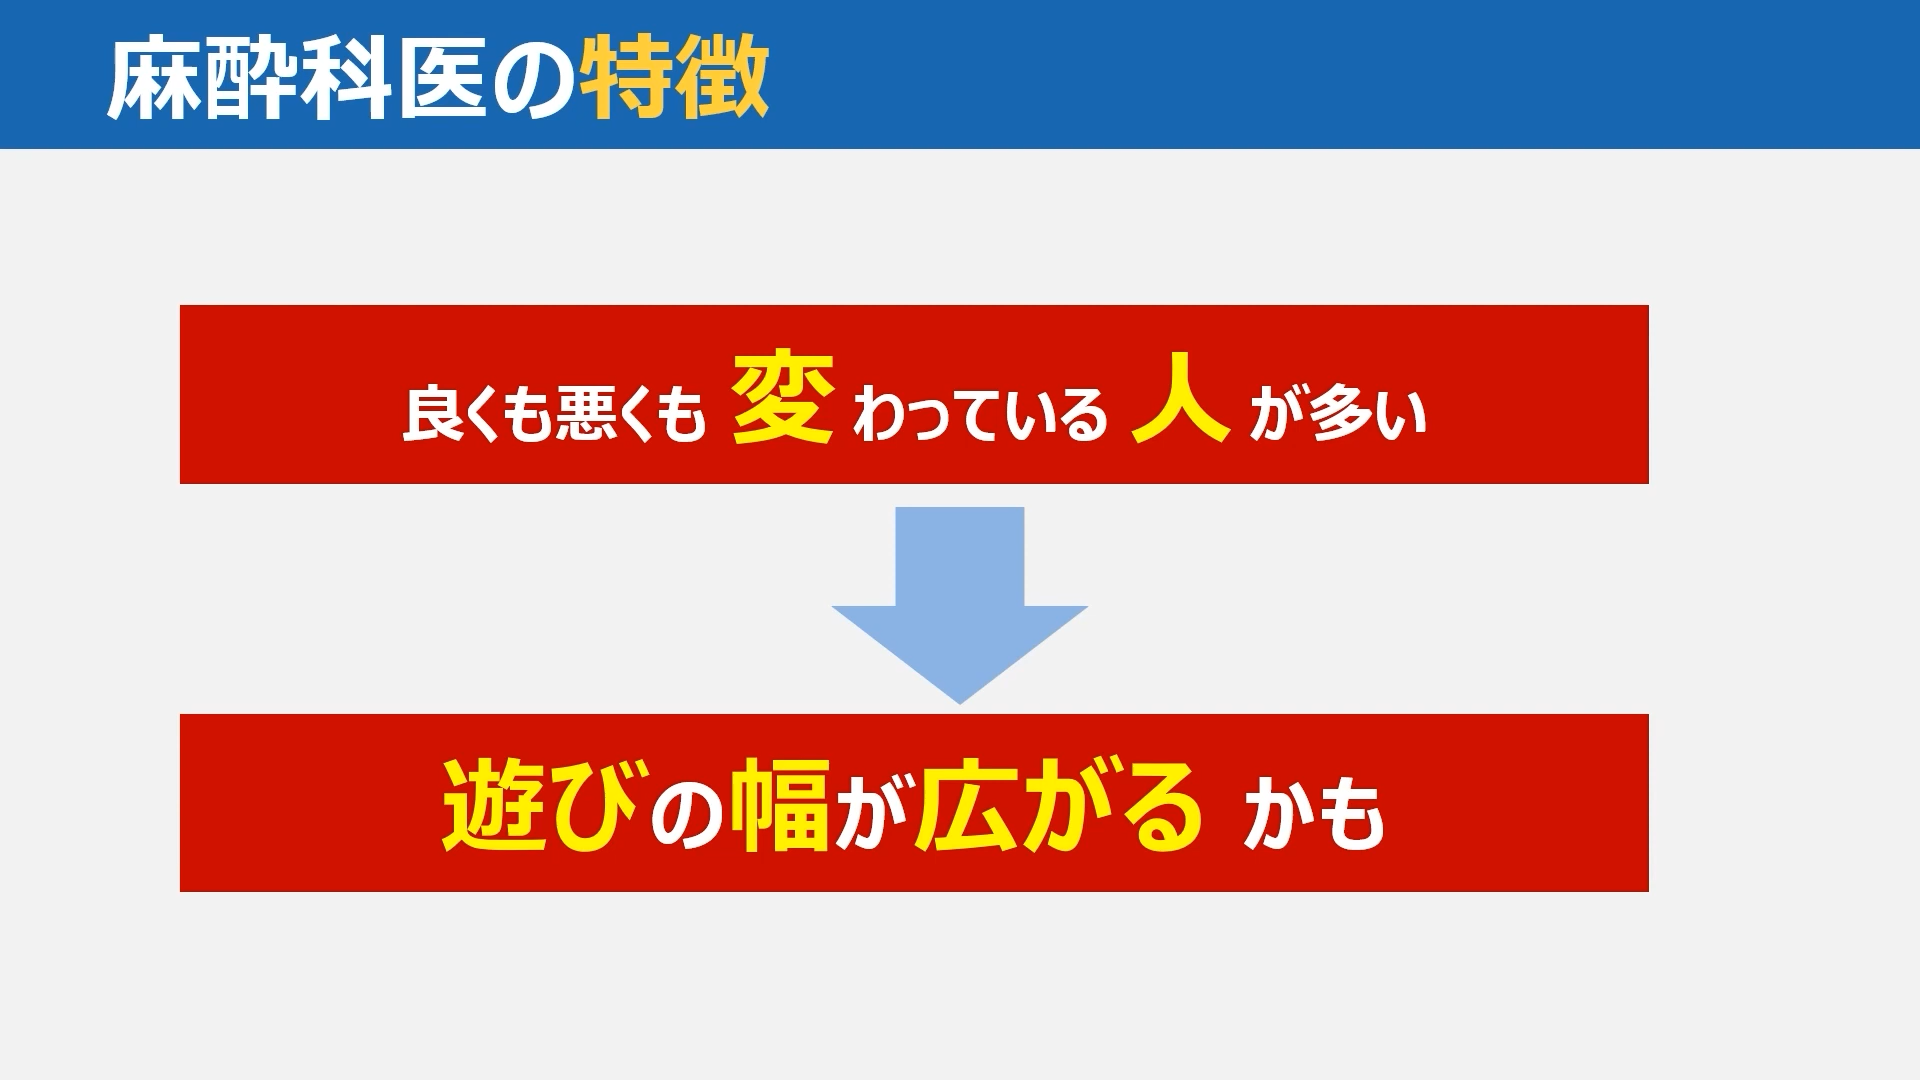 麻酔科医の特徴
良くも悪くも 変 わっている 人 が多い
遊びの幅が広がる かも